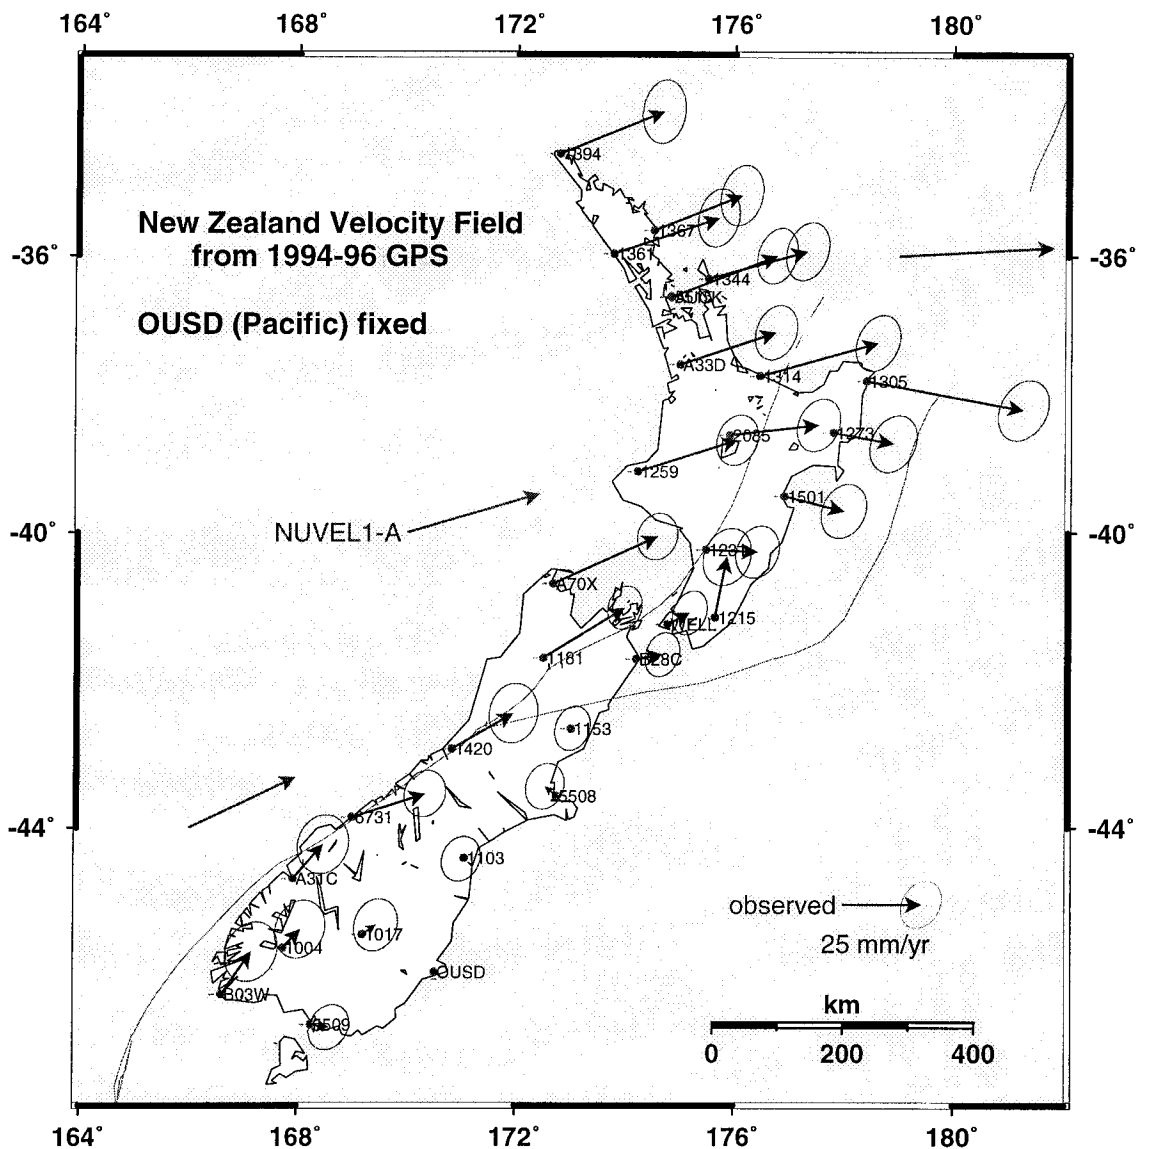 164° 168° 172° 176° 180°
1394
New Zealand Velocity Field
from 1994-96 GPS
1367
-36° 1361 -36°
1344
OUSD (Pacific) fixed
A33D
1314
1305
2085 1273
1259
1501
NUVEL1-A
-40° -40°
1231
A70X
1215
WELL
1181 B28C
1153
1420
5508
6731
-44° -44°
1103
A31C
observed
1017
1004
25 mm/yr
OUSD
B03W
km
5509
0 200 400
164° 168° 172° 176° 180°